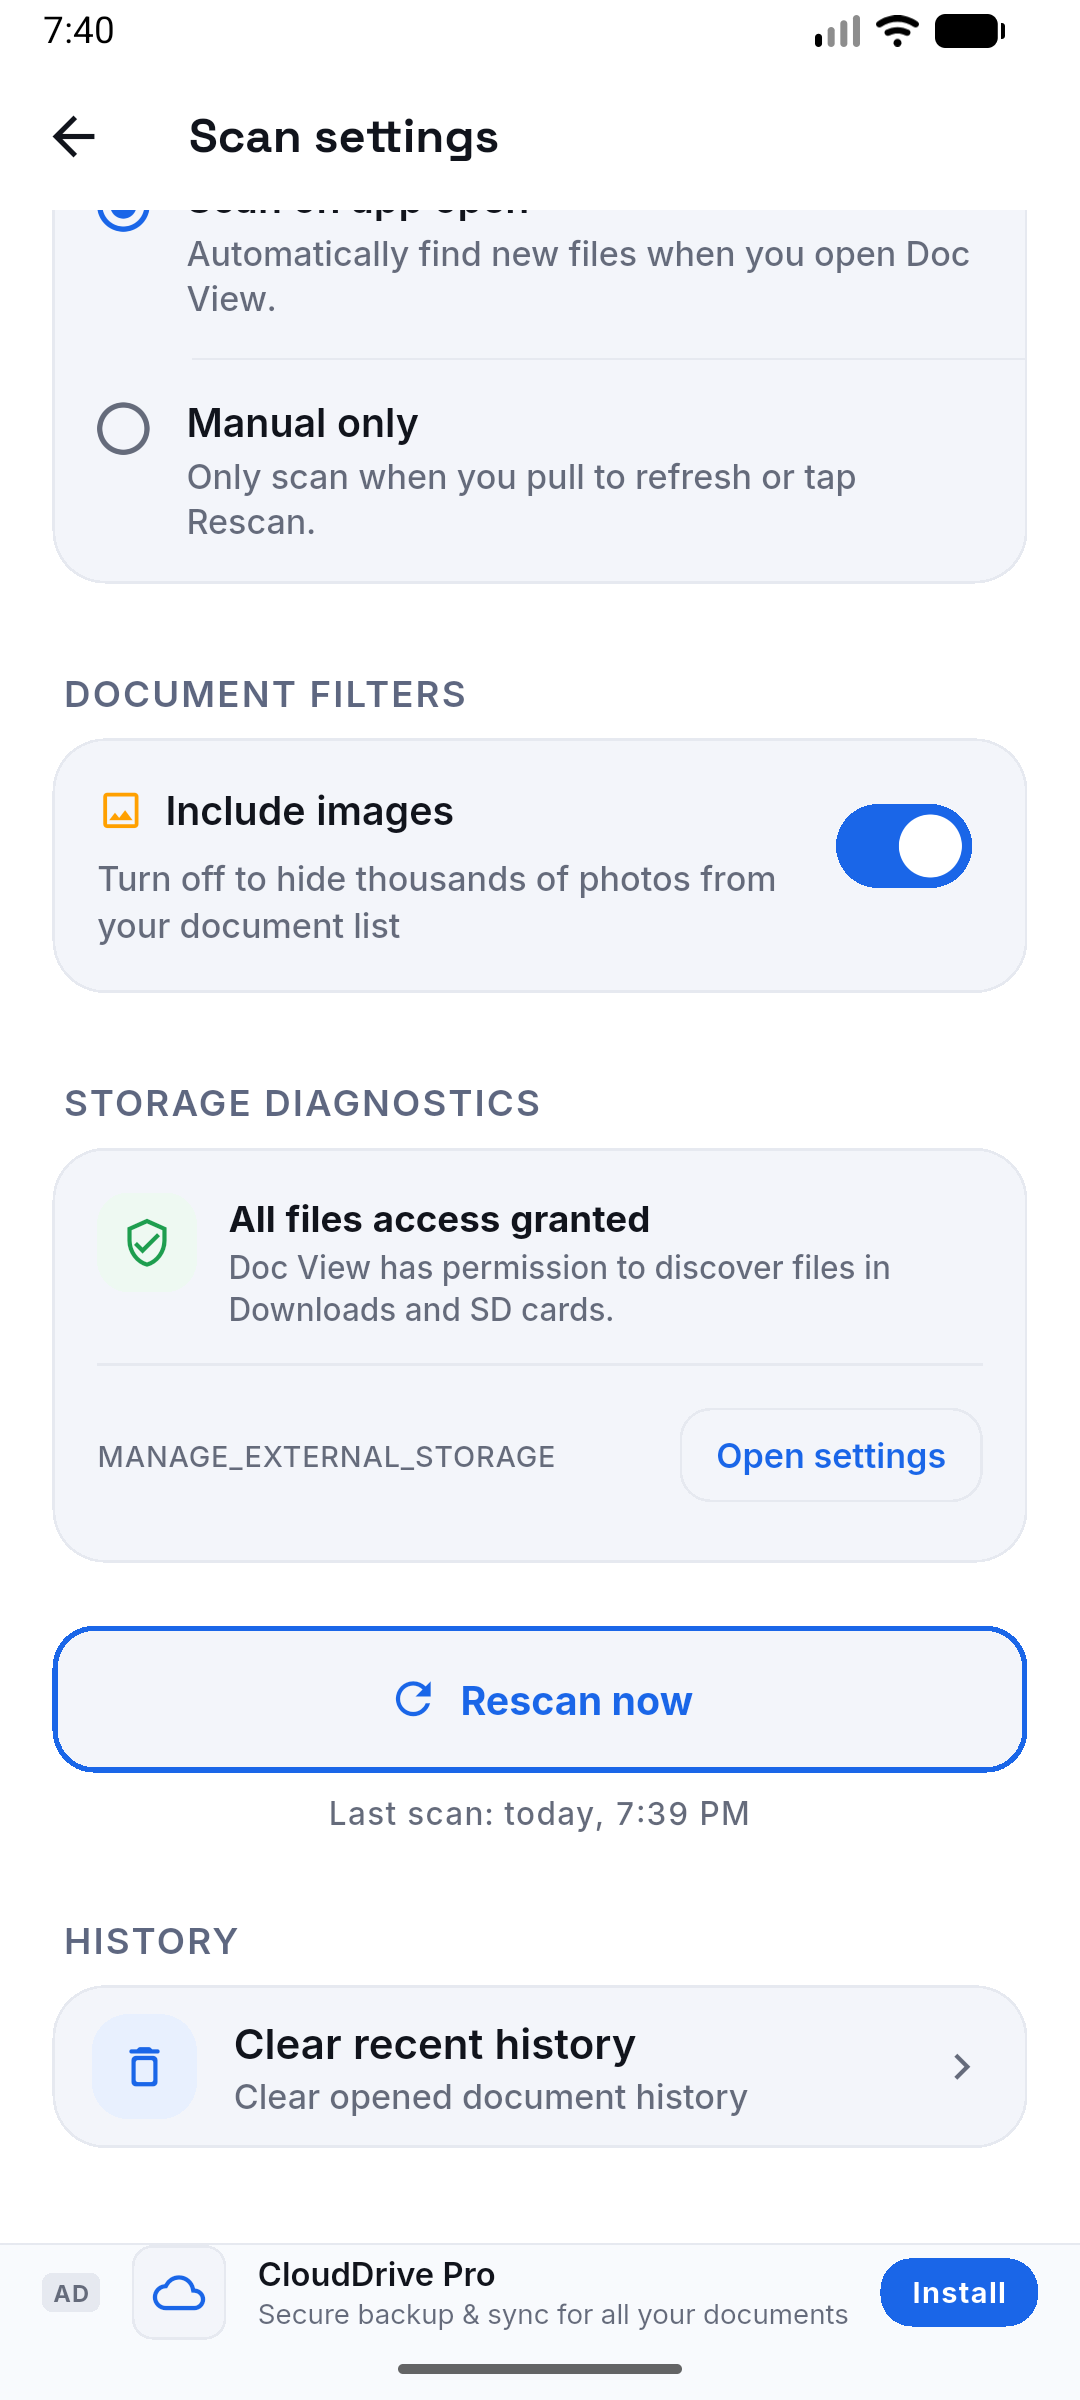 7:40
Scan settings
Scan on app open
Automatically find new files when you open Doc
View.
Manual only
Only scan when you pull to refresh or tap
Rescan.
DOCUMENT FILTERS
Include images
Turn off to hide thousands of photos from
your document list
STORAGE DIAGNOSTICS
All files access granted
Doc View has permission to discover files in
Downloads and SD cards.
MANAGE_EXTERNAL_STORAGE
Open settings
Rescan now
Last scan: today, 7:39 PM
HISTORY
Clear recent history
Clear opened document history
AD
CloudDrive Pro
Secure backup & sync for all your documents
Install